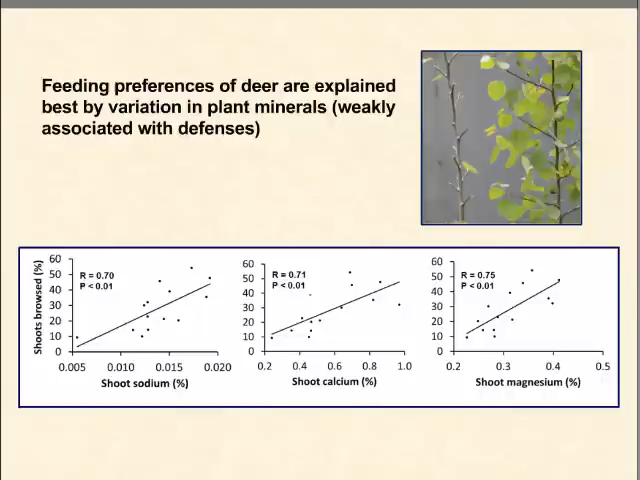 Feeding preferences of deer are explained
best by variation in plant minerals (weakly
associated with defenses)
Shoots browsed (%)
60
50
40
30
20
10
0
R = 0.70
P < 0.01
0.005 0.010 0.015 0.020
Shoot sodium (%)
60
50
40
30
20
10
0
R = 0.71
P < 0.01
0.2 0.4 0.6 0.8 1.0
Shoot calcium (%)
60
50
40
30
20
10
0
R = 0.75
P < 0.01
0.2 0.3 0.4 0.5
Shoot magnesium (%)